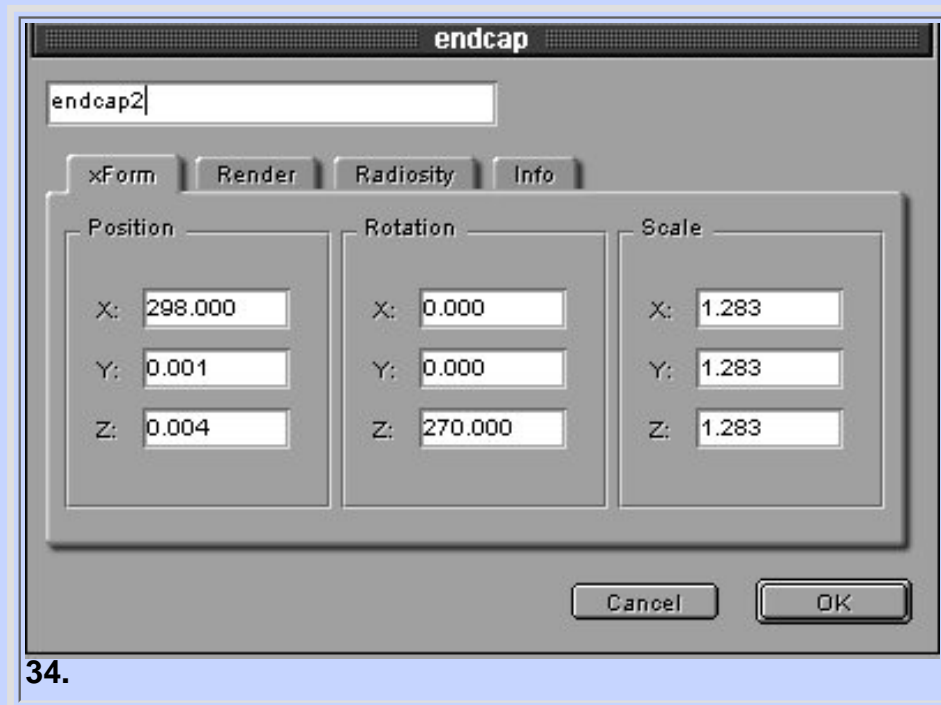 endcap
endcap2
xForm Render Radiosity Info
Position Rotation Scale
X: 298.000 X: 0.000 X: 1.283
Y: 0.001 Y: 0.000 Y: 1.283
Z: 0.004 Z: 270.000 Z: 1.283
Cancel OK
34.